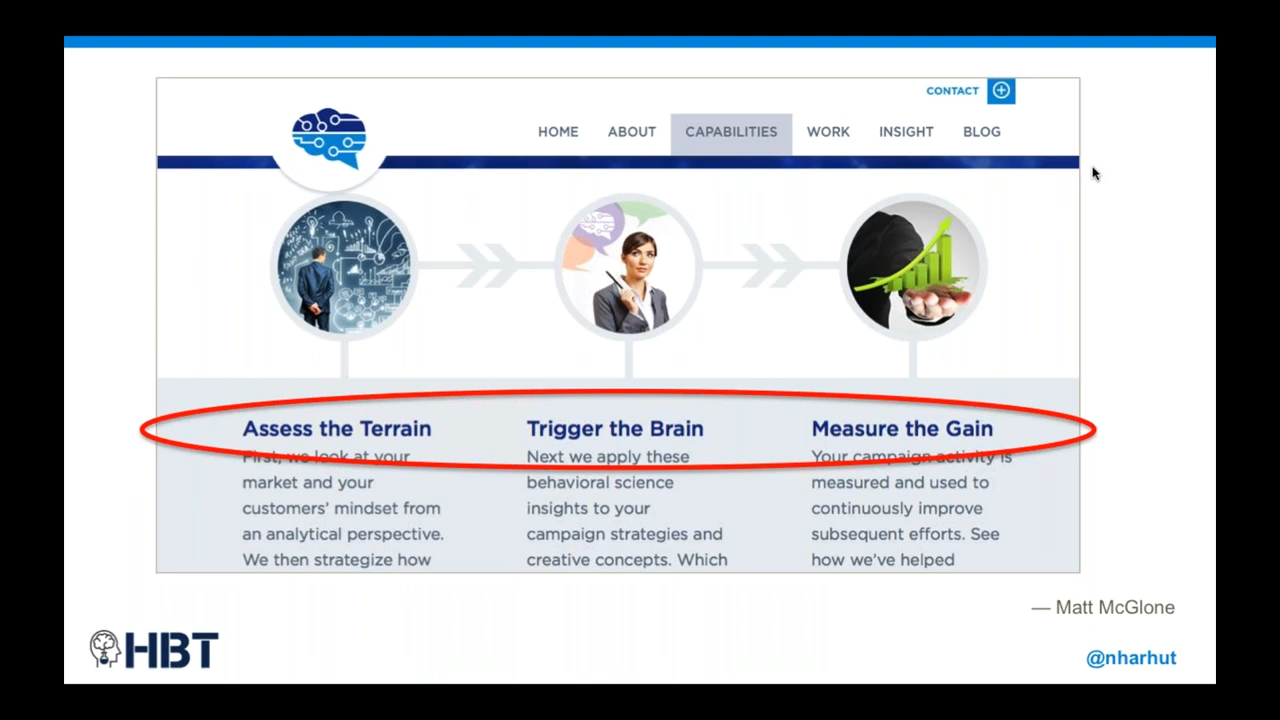 CONTACT
HOME ABOUT CAPABILITIES WORK INSIGHT BLOG
Assess the Terrain
First, we look at your
market and your
customers’ mindset from
an analytical perspective.
We then strategize how
Trigger the Brain
Next we apply these
behavioral science
insights to your
campaign strategies and
creative concepts. Which
Measure the Gain
Your campaign activity is
measured and used to
continuously improve
subsequent efforts. See
how we’ve helped
— Matt McGlone
HBT
@nharhut